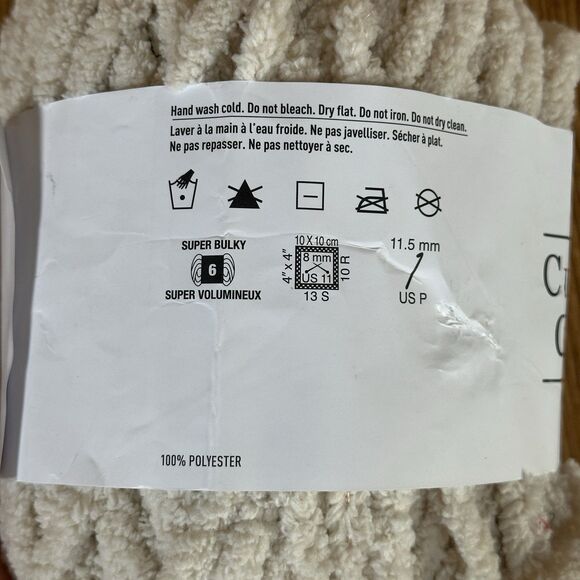 Hand wash cold. Do not bleach. Dry flat. Do not iron. Do not dry clean.
Laver à la main à l'eau froide. Ne pas javelliser. Sécher à plat.
Ne pas repasser. Ne pas nettoyer à sec.
SUPER BULKY
6
SUPER VOLUMINEUX
10 X 10 cm
4" x 4"
8 mm
US 11
10 R
13 S
11.5 mm
US P
100% POLYESTER